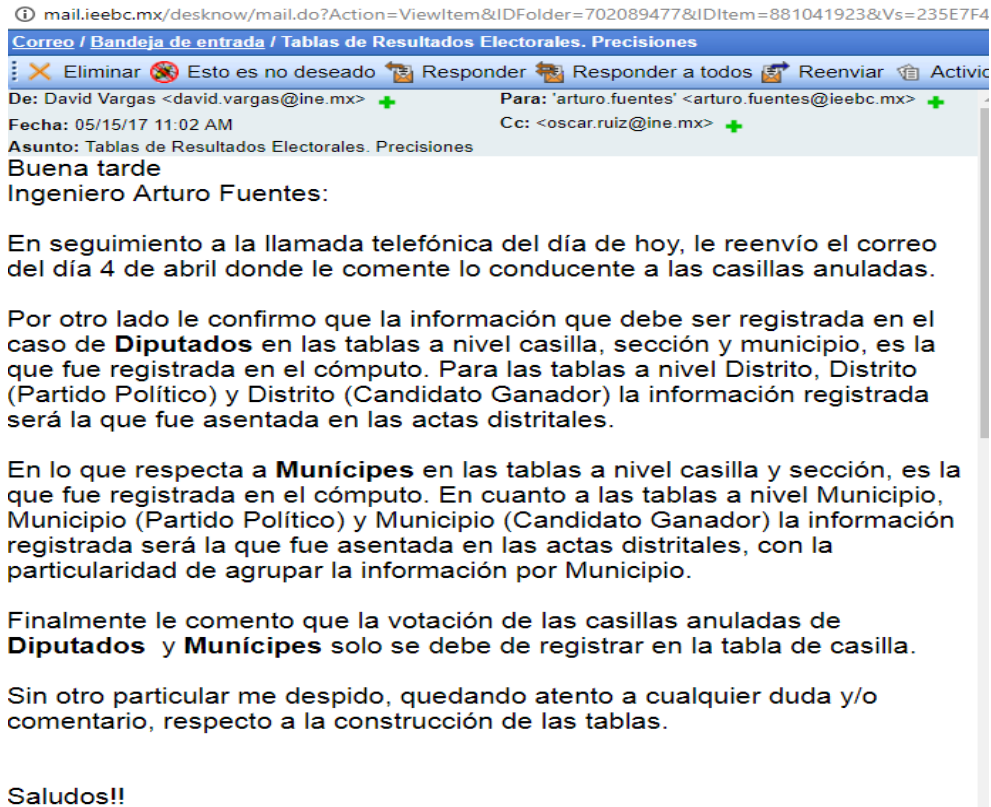 mail.ieebc.mx/desknow/mail.do?Action=ViewItem&IDFolder=702089477&IDItem=881041923&Vs=235E7F4
Correo / Bandeja de entrada / Tablas de Resultados Electorales. Precisiones
Eliminar Esto es no deseado Responder Responder a todos Reenviar
De: David Vargas <david.vargas@ine.mx> Para: 'arturo.fuentes' <arturo.fuentes@ieebc.mx>
Fecha: 05/15/17 11:02 AM Cc: <oscar.ruiz@ine.mx>
Asunto: Tablas de Resultados Electorales. Precisiones
Buena tarde
Ingeniero Arturo Fuentes:
En seguimiento a la llamada telefónica del día de hoy, le reenvío el correo
del día 4 de abril donde le comente lo conducente a las casillas anuladas.
Por otro lado le confirmo que la información que debe ser registrada en el
caso de Diputados en las tablas a nivel casilla, sección y municipio, es la
que fue registrada en el cómputo. Para las tablas a nivel Distrito, Distrito
(Partido Político) y Distrito (Candidato Ganador) la información registrada
será la que fue asentada en las actas distritales.
En lo que respecta a Munícipes en las tablas a nivel casilla y sección, es la
que fue registrada en el cómputo. En cuanto a las tablas a nivel Municipio,
Municipio (Partido Político) y Municipio (Candidato Ganador) la información
registrada será la que fue asentada en las actas distritales, con la
particularidad de agrupar la información por Municipio.
Finalmente le comento que la votación de las casillas anuladas de
Diputados y Munícipes solo se debe de registrar en la tabla de casilla.
Sin otro particular me despido, quedando atento a cualquier duda y/o
comentario, respecto a la construcción de las tablas.
Saludos!!